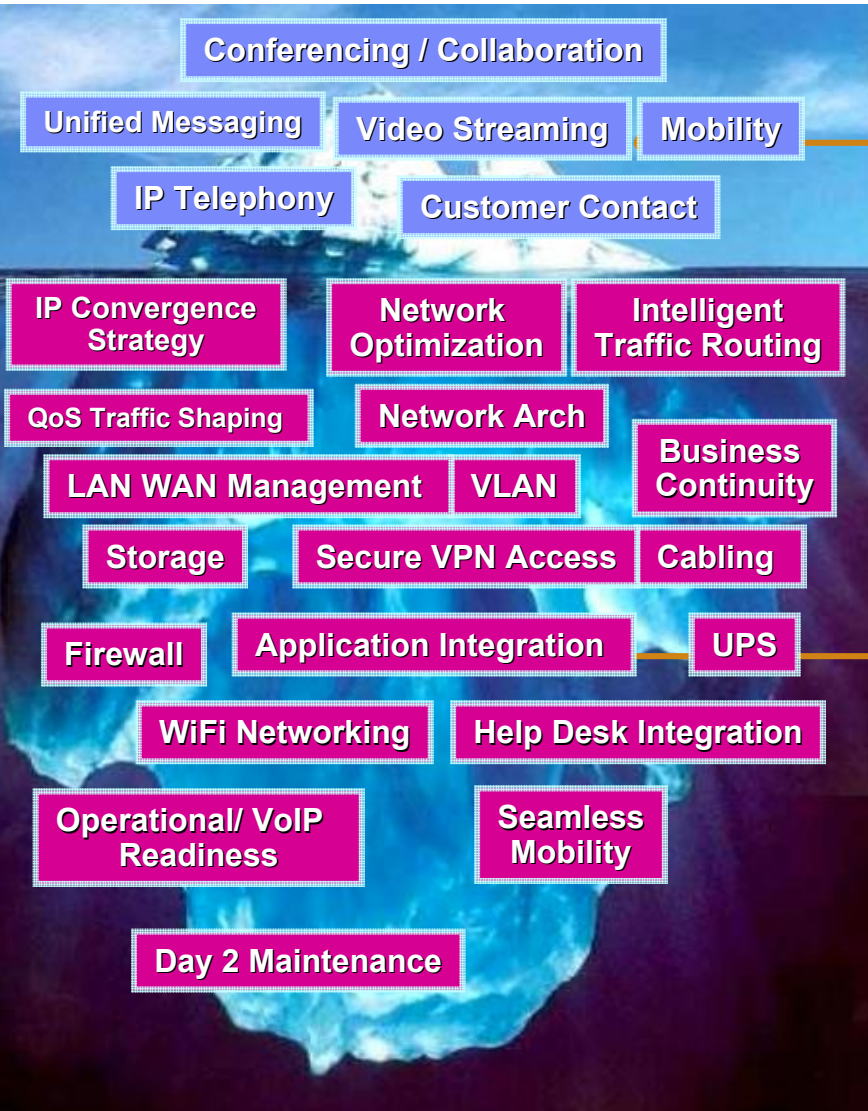 Conferencing / Collaboration
Unified Messaging
Video Streaming
Mobility
IP Telephony
Customer Contact
IP Convergence
Strategy
Network
Optimization
Intelligent
Traffic Routing
QoS Traffic Shaping
Network Arch
Business
Continuity
LAN WAN Management
VLAN
Storage
Secure VPN Access
Cabling
Firewall
Application Integration
UPS
WiFi Networking
Help Desk Integration
Operational/ VoIP
Readiness
Seamless
Mobility
Day 2 Maintenance